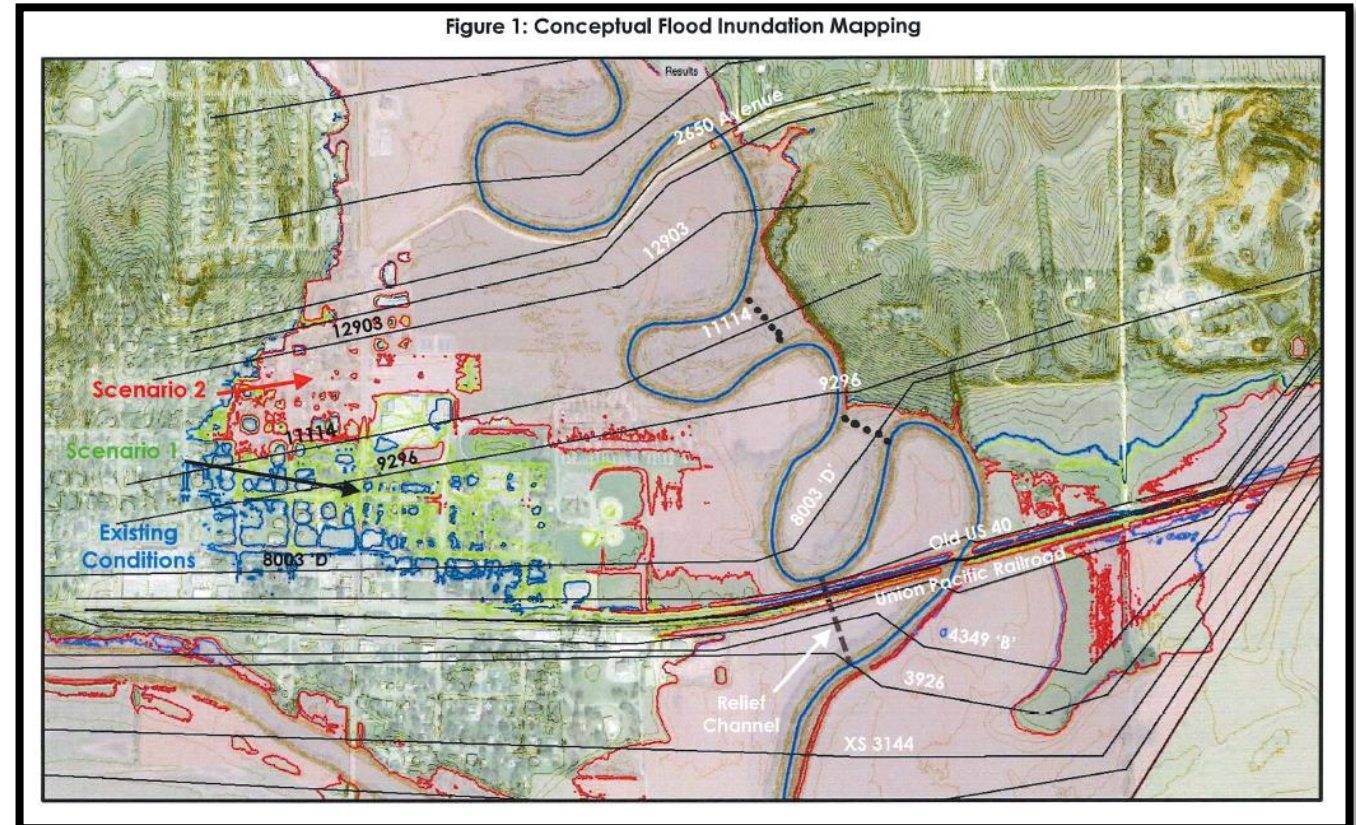 Figure 1: Conceptual Flood Inundation Mapping
Results
2650 Avenue
12903
12903
11114
Scenario 2
9296
11114
Scenario 1
9296
8003 'D'
Existing
Conditions
8003 'D'
Old US 40
Union Pacific Railroad
4349 'B'
3926
Relief
Channel
XS 3144